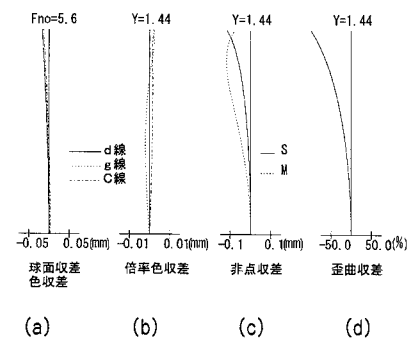 Fno=5.6 Y=1.44 Y=1.44 Y=1.44
d線
g線
C線
S
M
-0.05 0.05(mm) -0.01 0.01(mm) -0.1 0.1(mm) -50.0 50.0(%)
球面収差 倍率色収差 非点収差 歪曲収差
色収差
(a) (b) (c) (d)